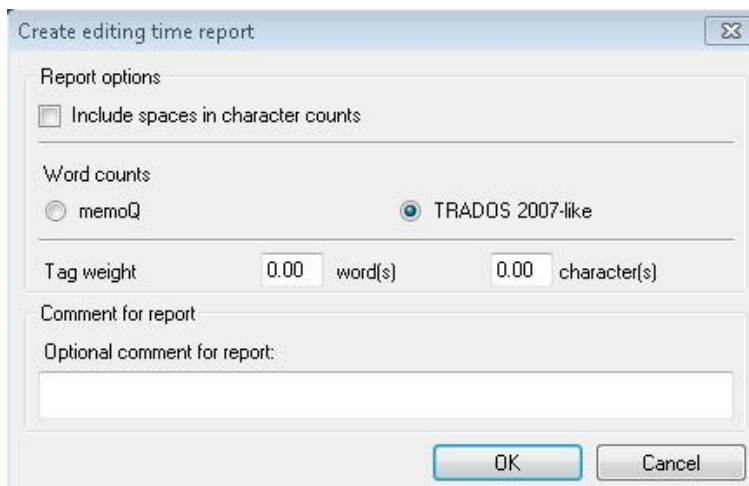 Create editing time report
Report options
Include spaces in character counts
Word counts
memoQ TRADOS 2007-like
Tag weight 0.00 word(s) 0.00 character(s)
Comment for report
Optional comment for report:
OK Cancel